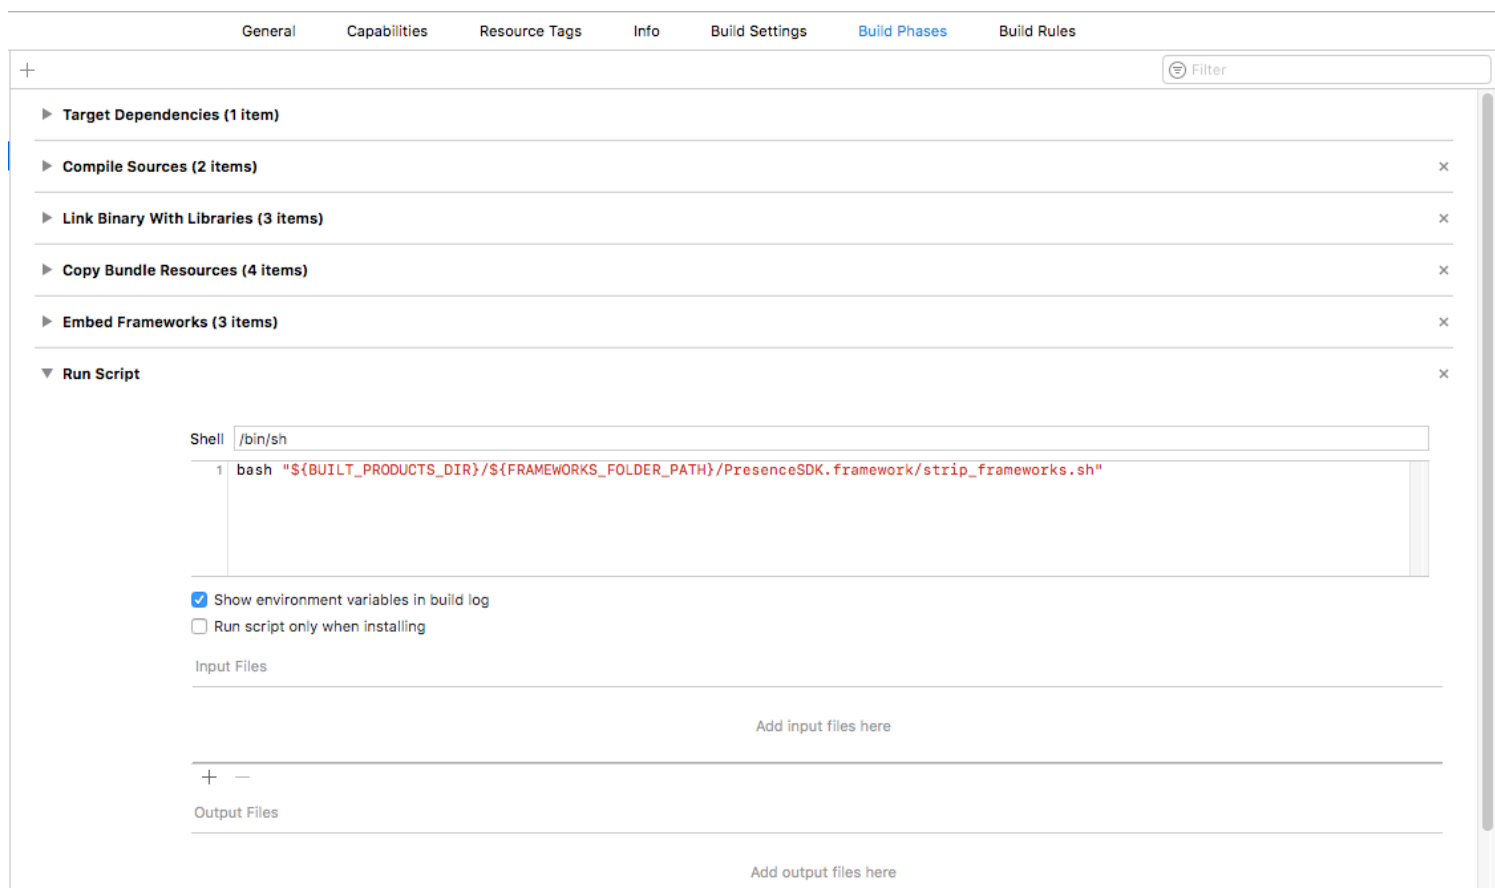 General Capabilities Resource Tags Info Build Settings Build Phases Build Rules
Filter
Target Dependencies (1 item)
Compile Sources (2 items)
Link Binary With Libraries (3 items)
Copy Bundle Resources (4 items)
Embed Frameworks (3 items)
Run Script
Shell /bin/sh
1 bash "${BUILT_PRODUCTS_DIR}/${FRAMEWORKS_FOLDER_PATH}/PresenceSDK.framework/strip_frameworks.sh"
Show environment variables in build log
Run script only when installing
Input Files
Add input files here
Output Files
Add output files here